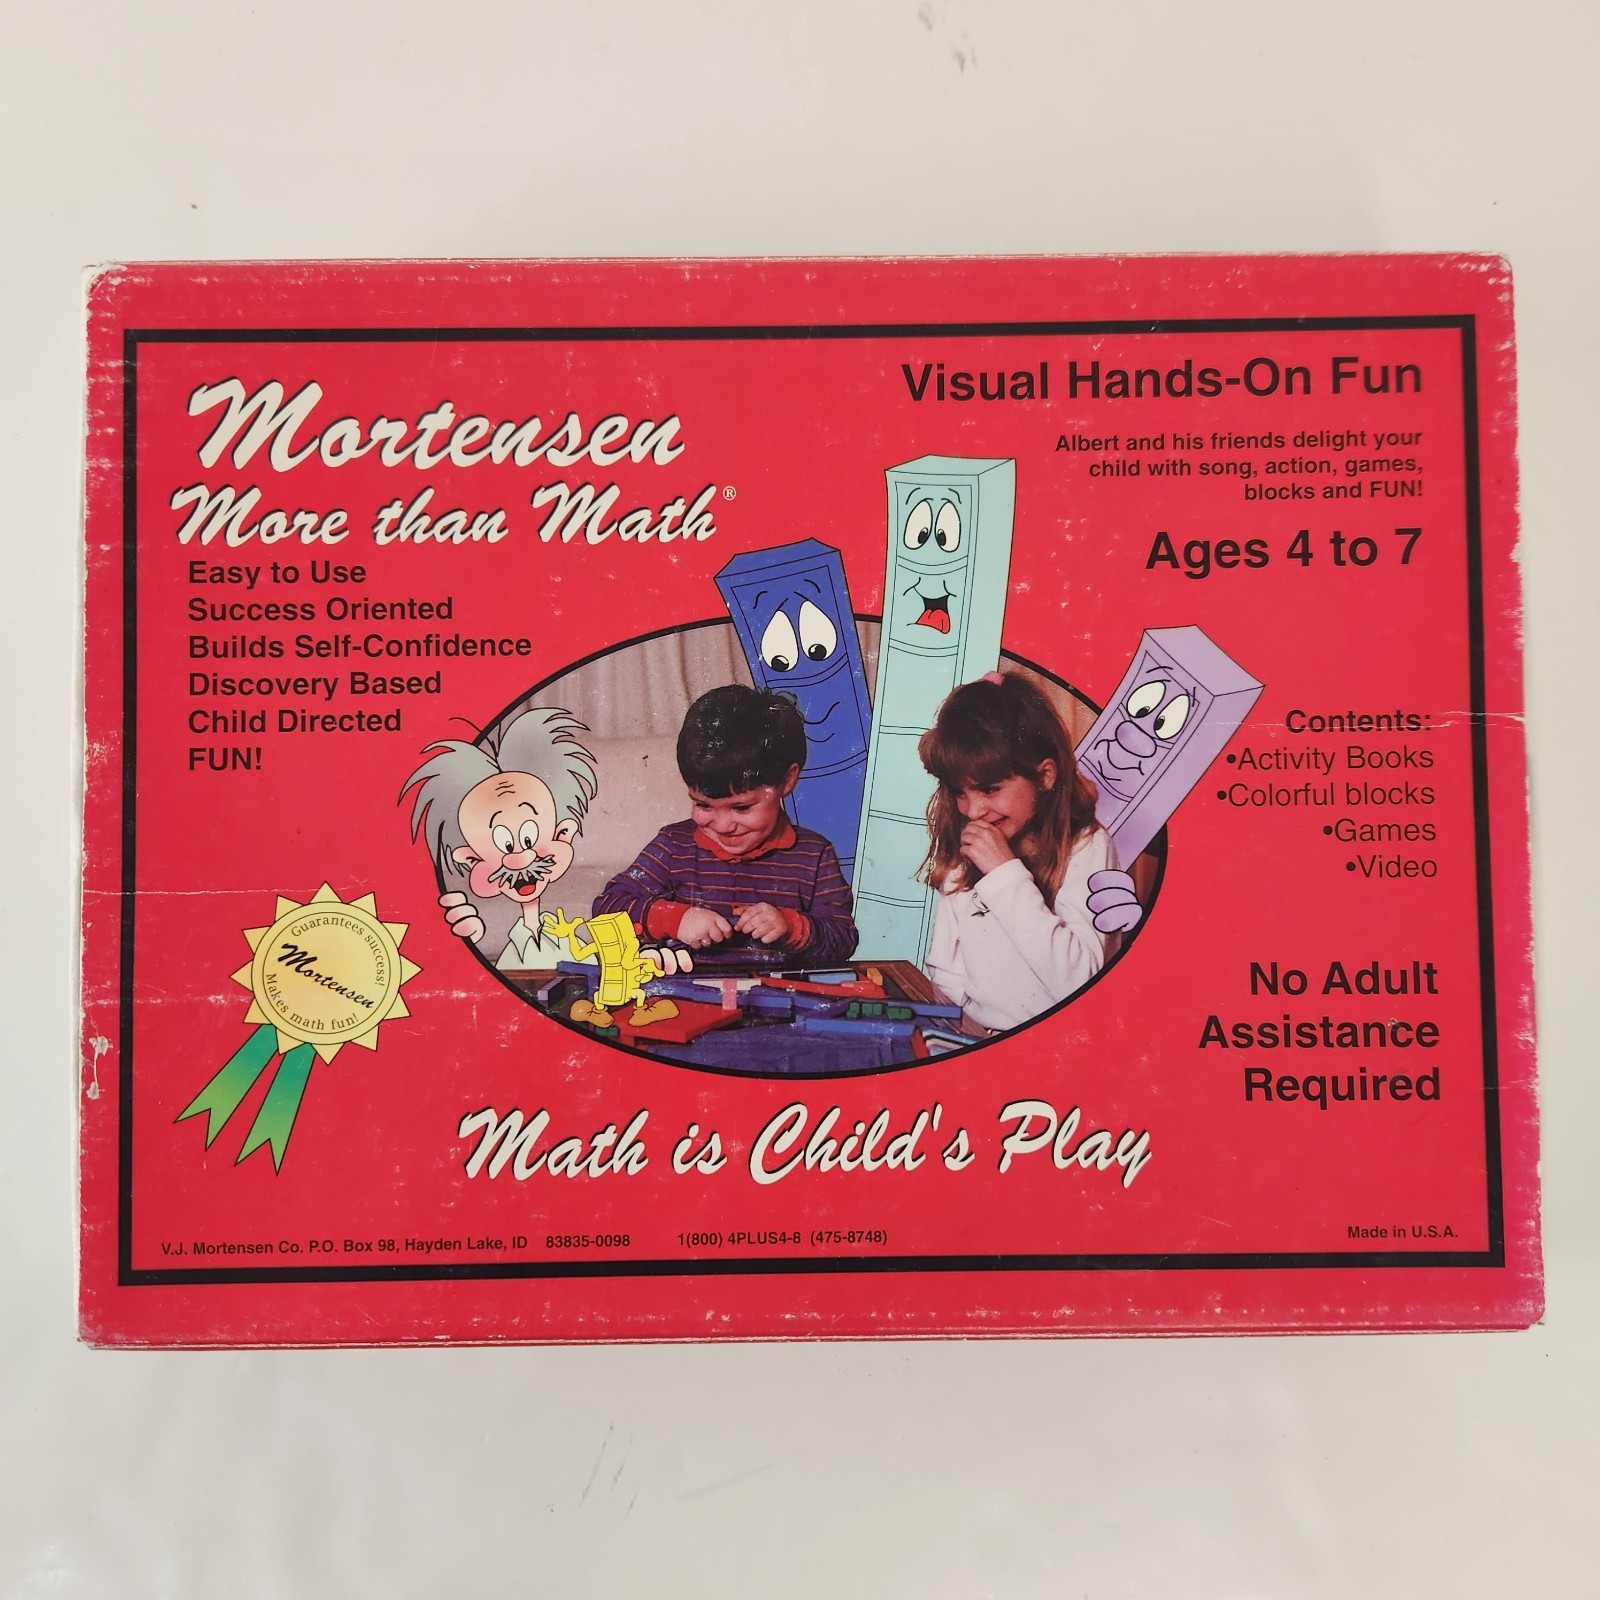 Mortensen
More than Math®
Easy to Use
Success Oriented
Builds Self-Confidence
Discovery Based
Child Directed
FUN!
Visual Hands-On Fun
Albert and his friends delight your
child with song, action, games,
blocks and FUN!
Ages 4 to 7
Contents:
•Activity Books
•Colorful blocks
•Games
•Video
Guarantees success!
Mortensen
Makes math fun!
No Adult
Assistance
Required
Math is Child's Play
V.J. Mortensen Co. P.O. Box 98, Hayden Lake, ID 83835-0098 1(800) 4PLUS4-8 (475-8748)
Made in U.S.A.